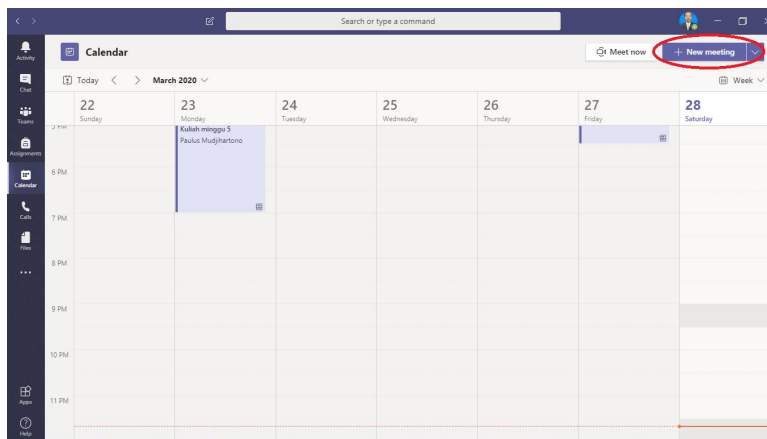 Search or type a command
Activity
Chat
Teams
Assignments
Calendar
Calls
Files
Apps
Help
Calendar
Meet now
+ New meeting
Today
March 2020
Week
22
Sunday
23
Monday
24
Tuesday
25
Wednesday
26
Thursday
27
Friday
28
Saturday
5 PM
Kuliah minggu 5
Paulus Mudjihartono
6 PM
7 PM
8 PM
9 PM
10 PM
11 PM